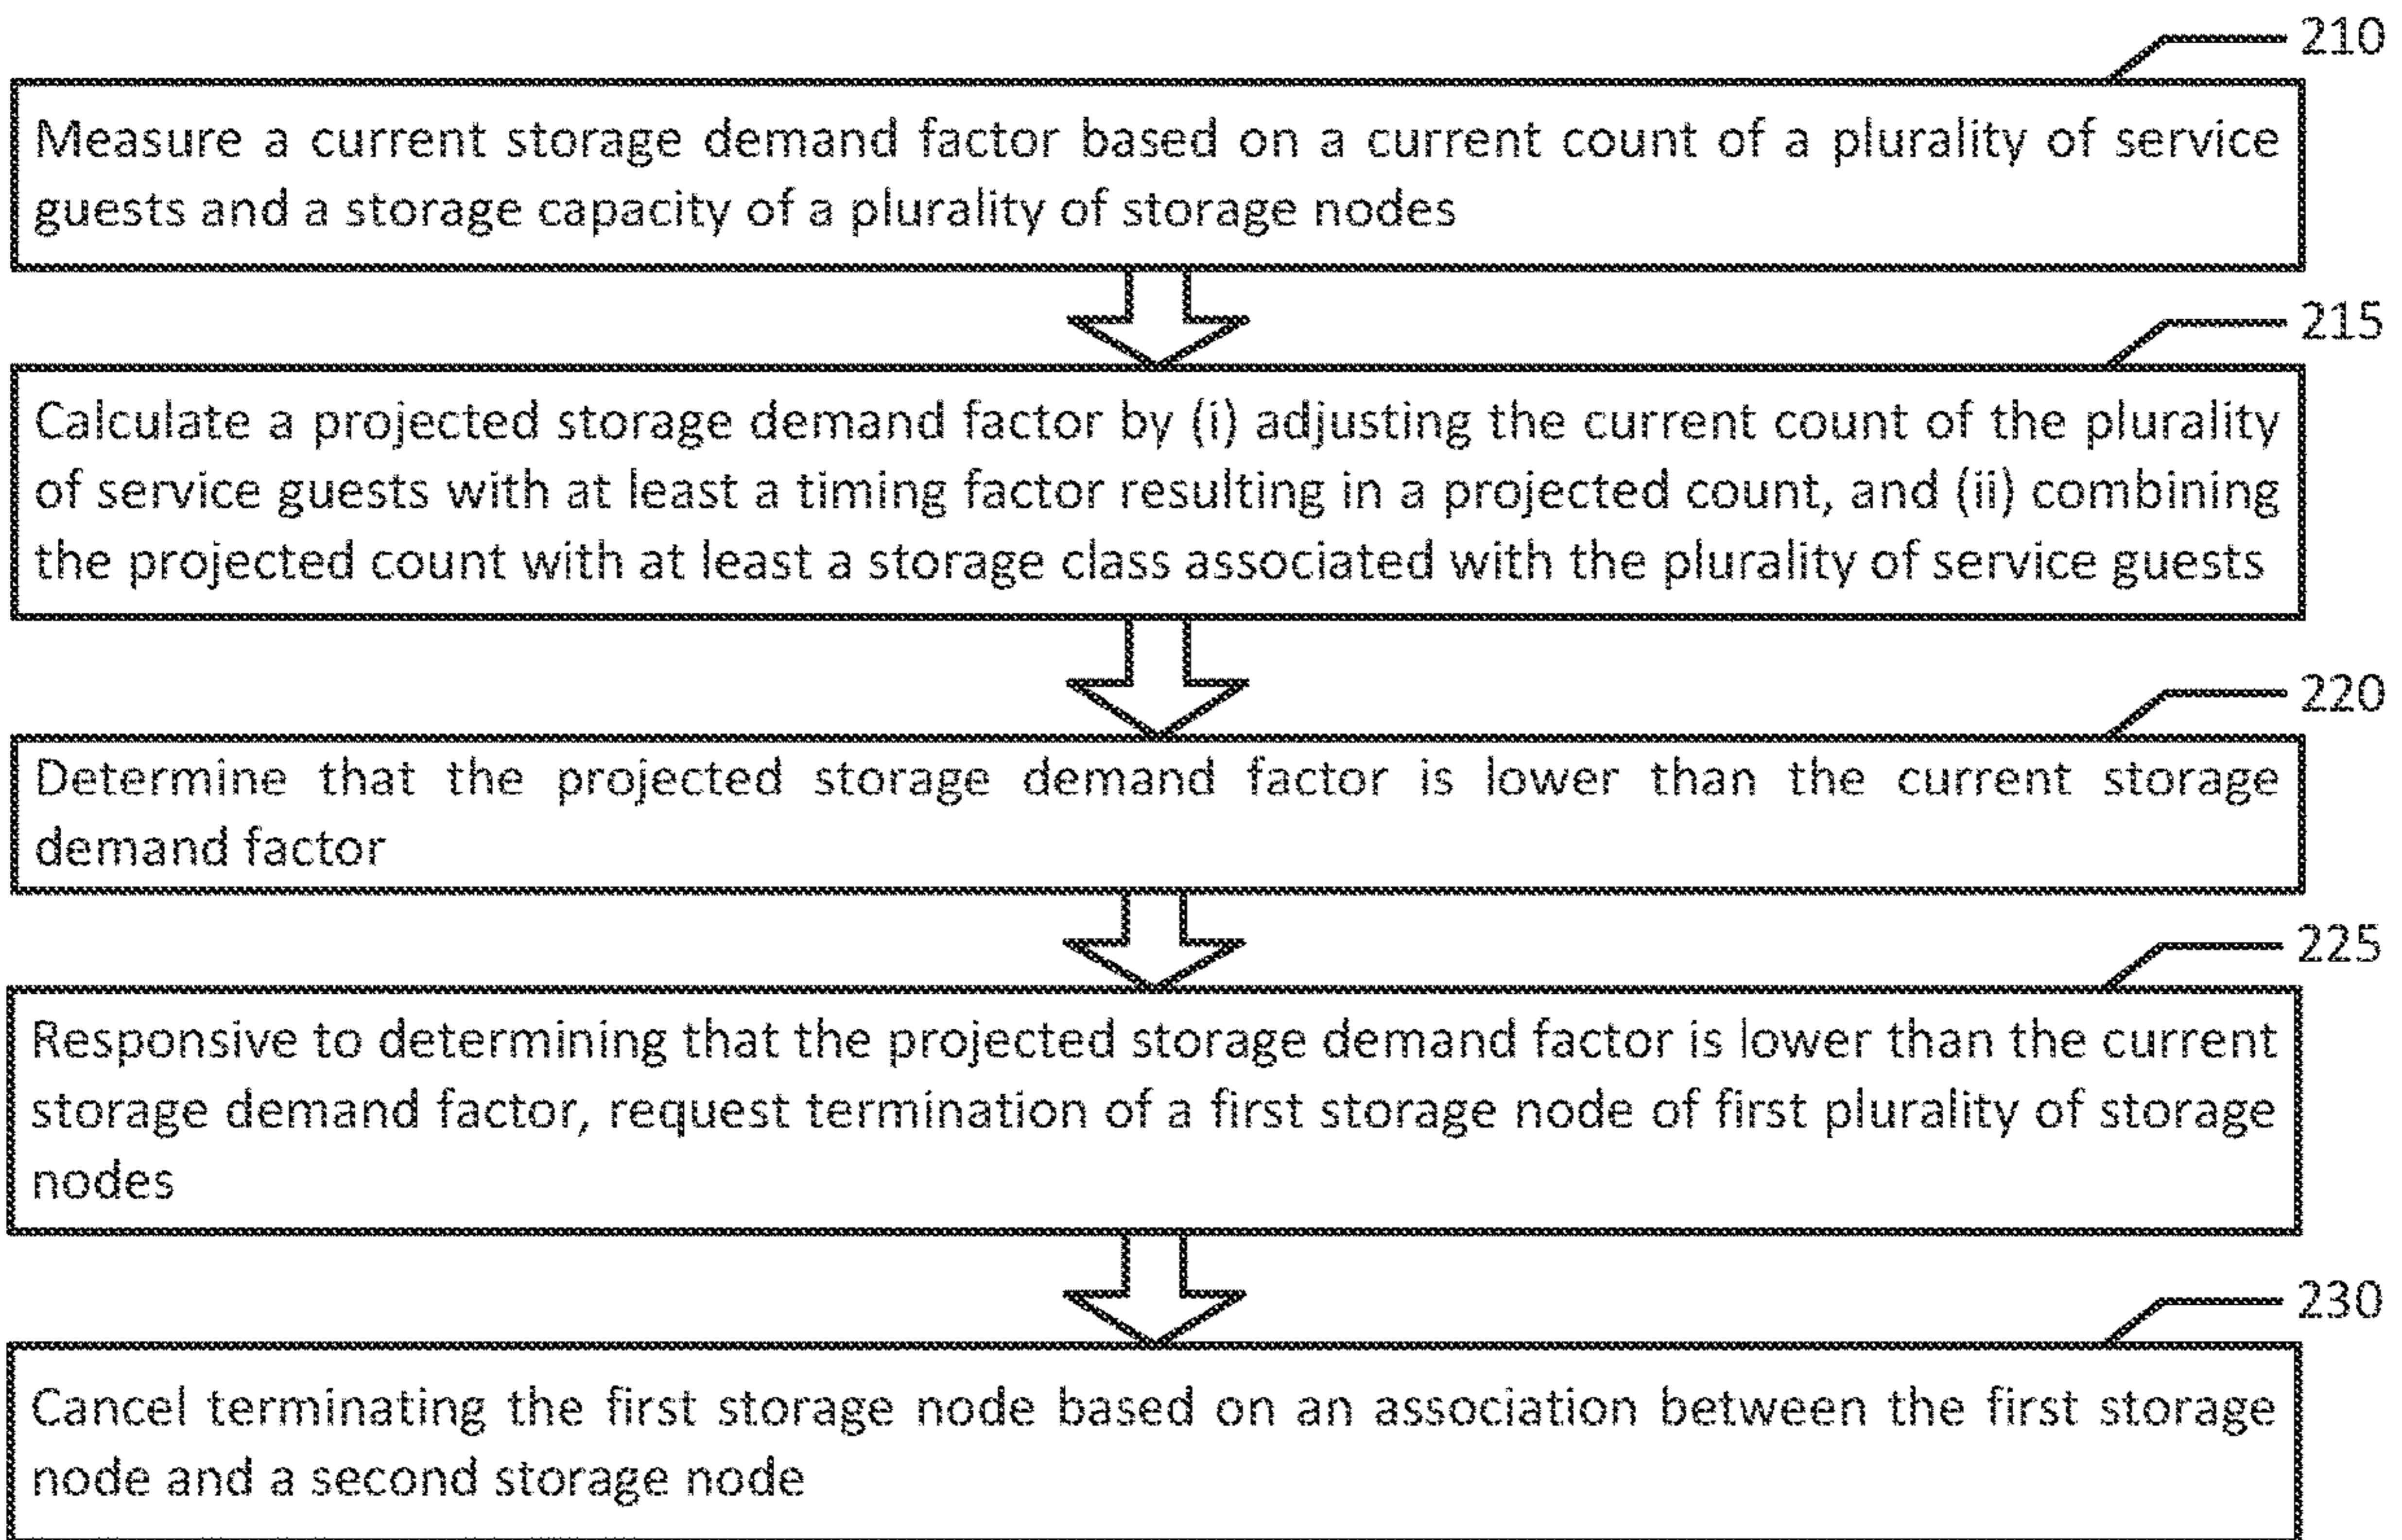 210
Measure a current storage demand factor based on a current count of a plurality of service
guests and a storage capacity of a plurality of storage nodes
215
Calculate a projected storage demand factor by (i) adjusting the current count of the plurality
of service guests with at least a timing factor resulting in a projected count, and (ii) combining
the projected count with at least a storage class associated with the plurality of service guests
220
Determine that the projected storage demand factor is lower than the current storage
demand factor
225
Responsive to determining that the projected storage demand factor is lower than the current
storage demand factor, request termination of a first storage node of first plurality of storage
nodes
230
Cancel terminating the first storage node based on an association between the first storage
node and a second storage node